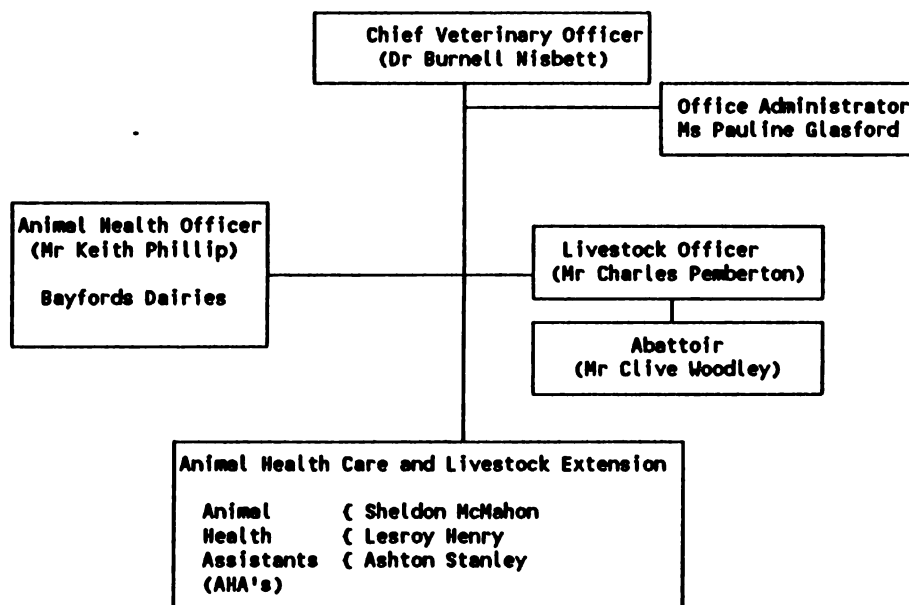 Chief Veterinary Officer
(Dr Burnell Nisbett)
Office Administrator
Ms Pauline Glasford
Animal Health Officer
(Mr Keith Phillip)
Bayfords Dairies
Livestock Officer
(Mr Charles Pemberton)
Abattoir
(Mr Clive Woodley)
Animal Health Care and Livestock Extension
Animal { Sheldon McMahon
Health { Lesroy Henry
Assistants { Ashton Stanley
(AHA's)